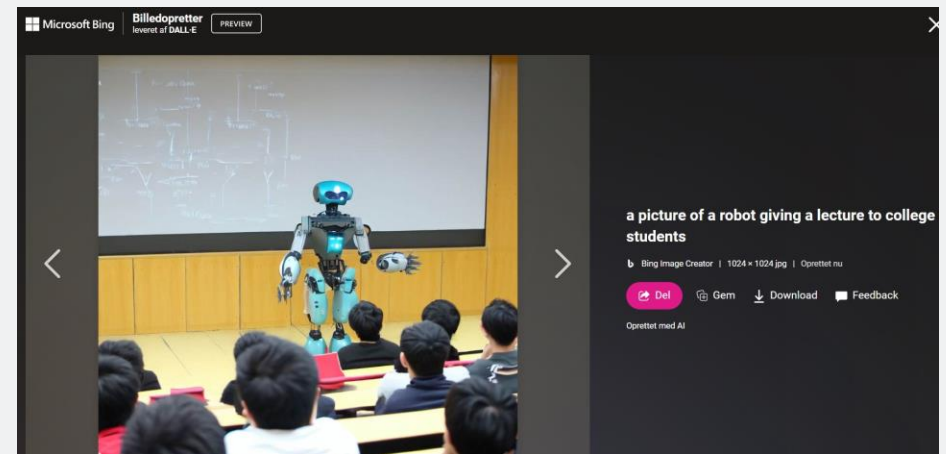 Microsoft Bing
Billedopretter
leveret af DALL·E
PREVIEW
a picture of a robot giving a lecture to college
students
Bing Image Creator | 1024 × 1024 jpg | Oprettet nu
Del
Gem
Download
Feedback
Oprettet med AI